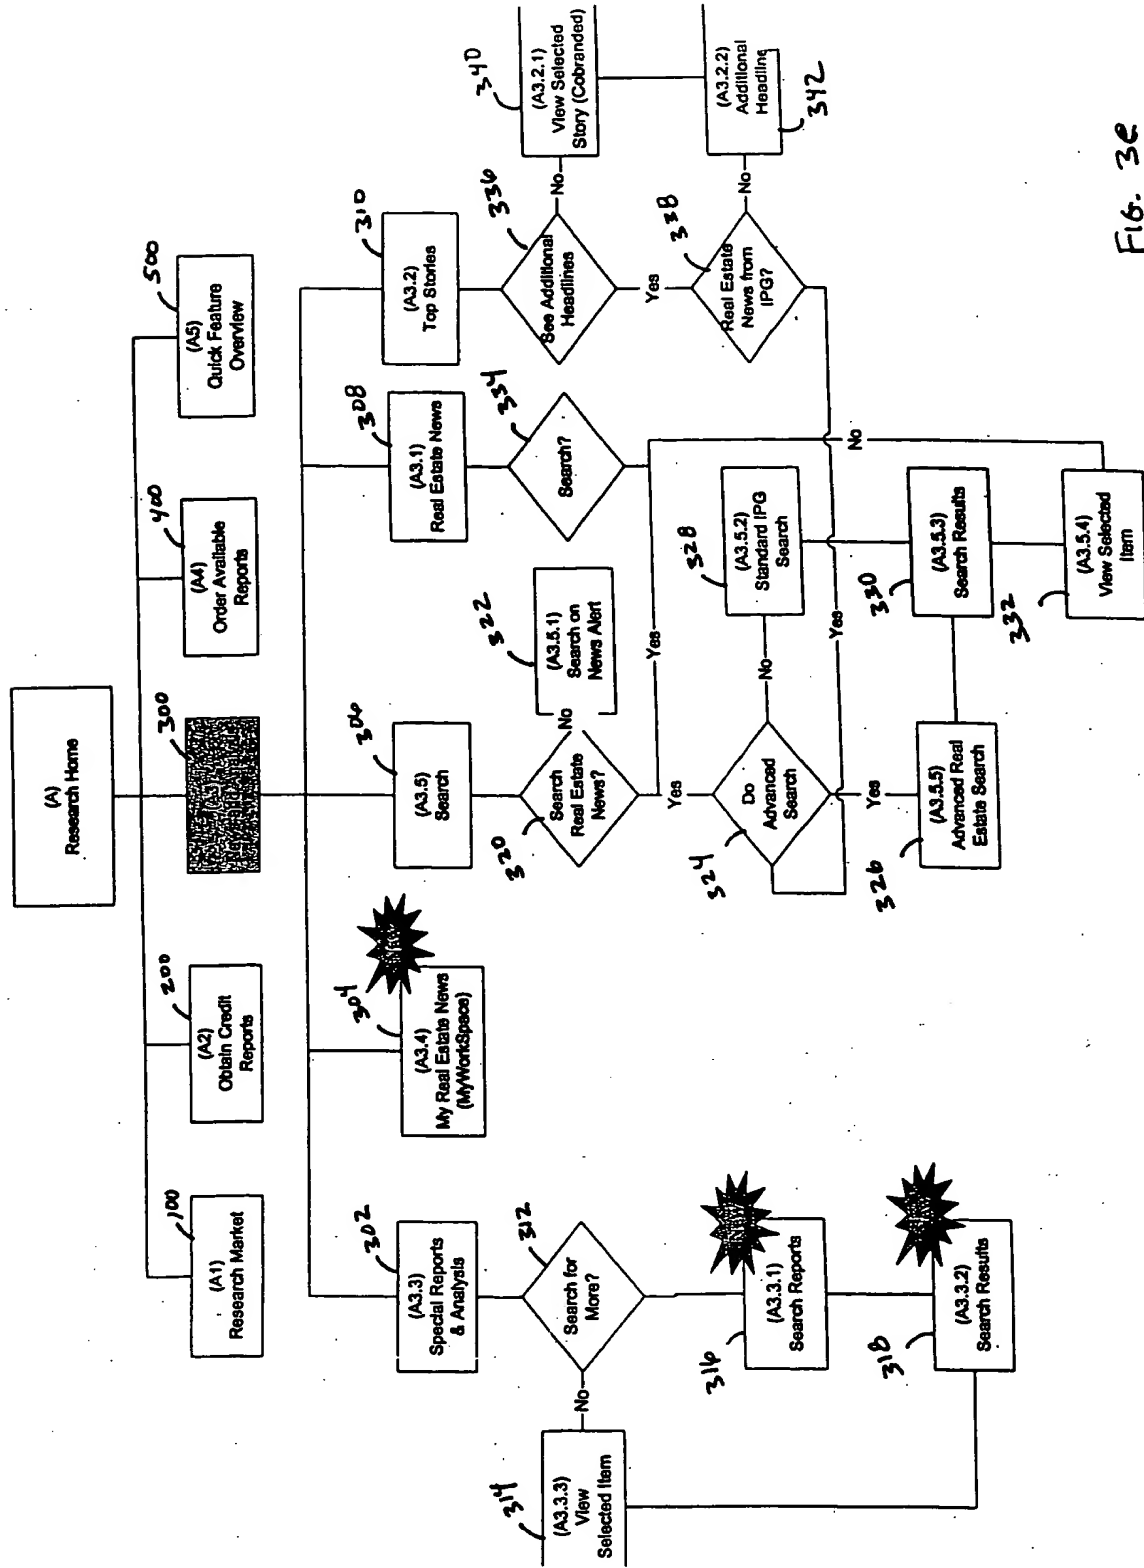 (A)
Research Home
100
(A1)
Research Market
200
(A2)
Obtain Credit
Reports
300
400
(A4)
Order Available
Reports
500
(A5)
Quick Feature
Overview
302
(A3.3)
Special Reports
& Analysis
304
(A3.4)
My Real Estate News
(MyWorkSpace)
306
(A3.5)
Search
308
(A3.1)
Real Estate News
310
(A3.2)
Top Stories
312
Search for
More?
No
314
(A3.3.3)
View
Selected Item
316
(A3.3.1)
Search Reports
318
(A3.3.2)
Search Results
320
Search
Real Estate
News?
No
322
(A3.5.1)
Search on
News Alert
334
Search?
336
See Additional
Headlines
No
340
(A3.2.1)
View Selected
Story (Cobranded)
Yes
Yes
Yes
338
Real Estate
News from
IPG?
No
342
(A3.2.2)
Additional
Headline
324
Do
Advanced
Search
No
328
(A3.5.2)
Standard IPG
Search
Yes
Yes
No
326
(A3.5.5)
Advanced Real
Estate Search
330
(A3.5.3)
Search Results
332
(A3.5.4)
View Selected
Item
FIG. 3e